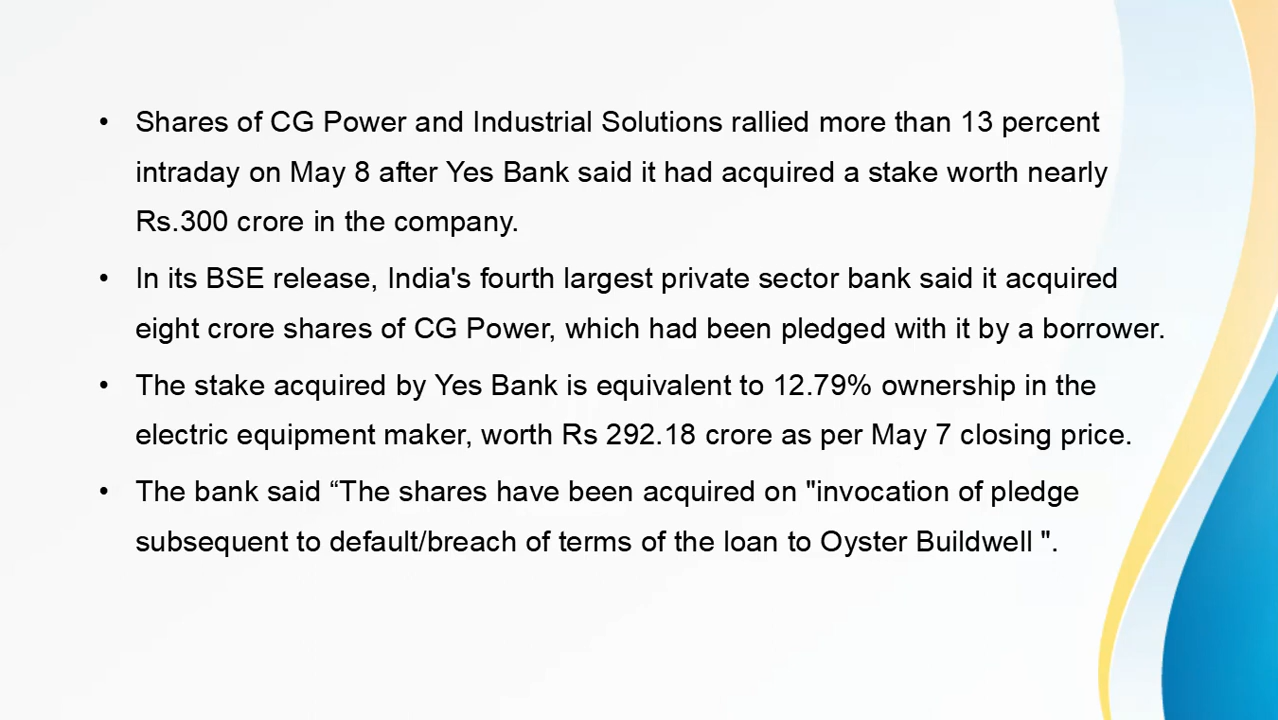 • Shares of CG Power and Industrial Solutions rallied more than 13 percent
intraday on May 8 after Yes Bank said it had acquired a stake worth nearly
Rs.300 crore in the company.
• In its BSE release, India's fourth largest private sector bank said it acquired
eight crore shares of CG Power, which had been pledged with it by a borrower.
• The stake acquired by Yes Bank is equivalent to 12.79% ownership in the
electric equipment maker, worth Rs 292.18 crore as per May 7 closing price.
• The bank said “The shares have been acquired on "invocation of pledge
subsequent to default/breach of terms of the loan to Oyster Buildwell ".